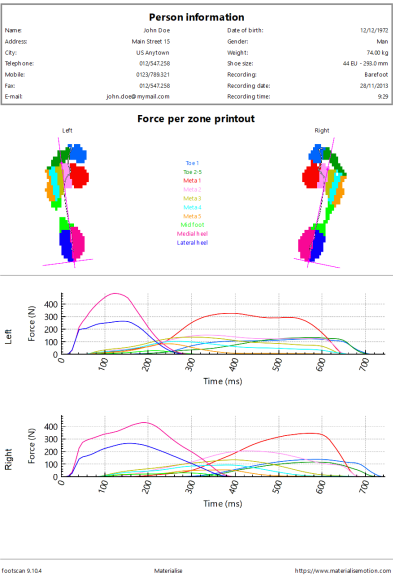 Person information
Name: John Doe Date of birth: 12/12/1972
Address: Main Street 15 Gender: Man
City: US Anytown Weight: 74.00 kg
Telephone: 012/547.258 Shoe size: 44 EU - 293.0 mm
Mobile: 0123/789.321 Recording: Barefoot
Fax: 012/547.258 Recording date: 28/11/2013
E-mail: john.doe@mymail.com Recording time: 9:29
Force per zone printout
Left Right
Toe 1
Toe 2-5
Meta 1
Meta 2
Meta 3
Meta 4
Meta 5
Midfoot
Medial heel
Lateral heel
Left
Force (N)
400
300
200
100
0
0 100 200 300 400 500 600 700
Time (ms)
Right
Force (N)
400
300
200
100
0
0 100 200 300 400 500 600 700
Time (ms)
footscan 9.10.4 Materialise https://www.materialisemotion.com